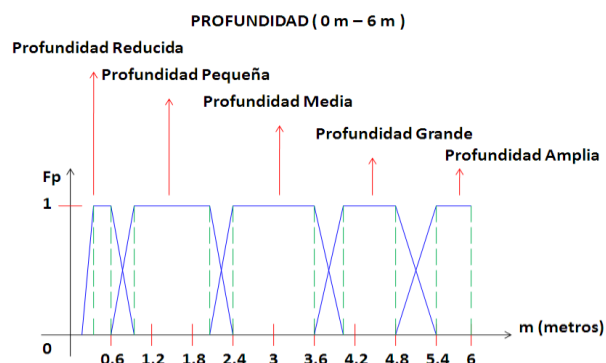 PROFUNDIDAD ( 0 m – 6 m )
Profundidad Reducida
Profundidad Pequeña
Profundidad Media
Profundidad Grande
Profundidad Amplia
Fp
1
m (metros)
0
0.6 1.2 1.8 2.4 3 3.6 4.2 4.8 5.4 6